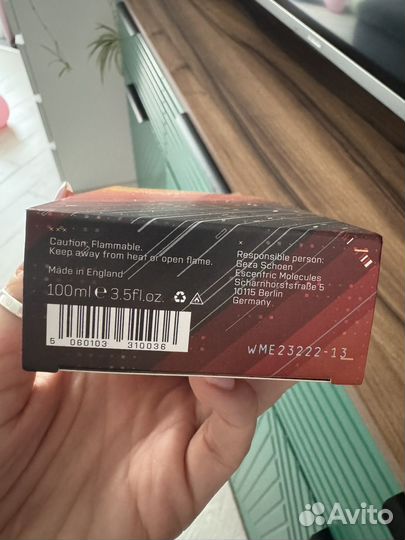 Caution: Flammable.
Keep away from heat or open flame.
Made in England
100ml e 3.5fl.oz.
5 060103 310036
Responsible person:
Geza Schoen
Escentric Molecules
Scharnhorststraße 5
10115 Berlin
Germany.
WME23222-13
Avito